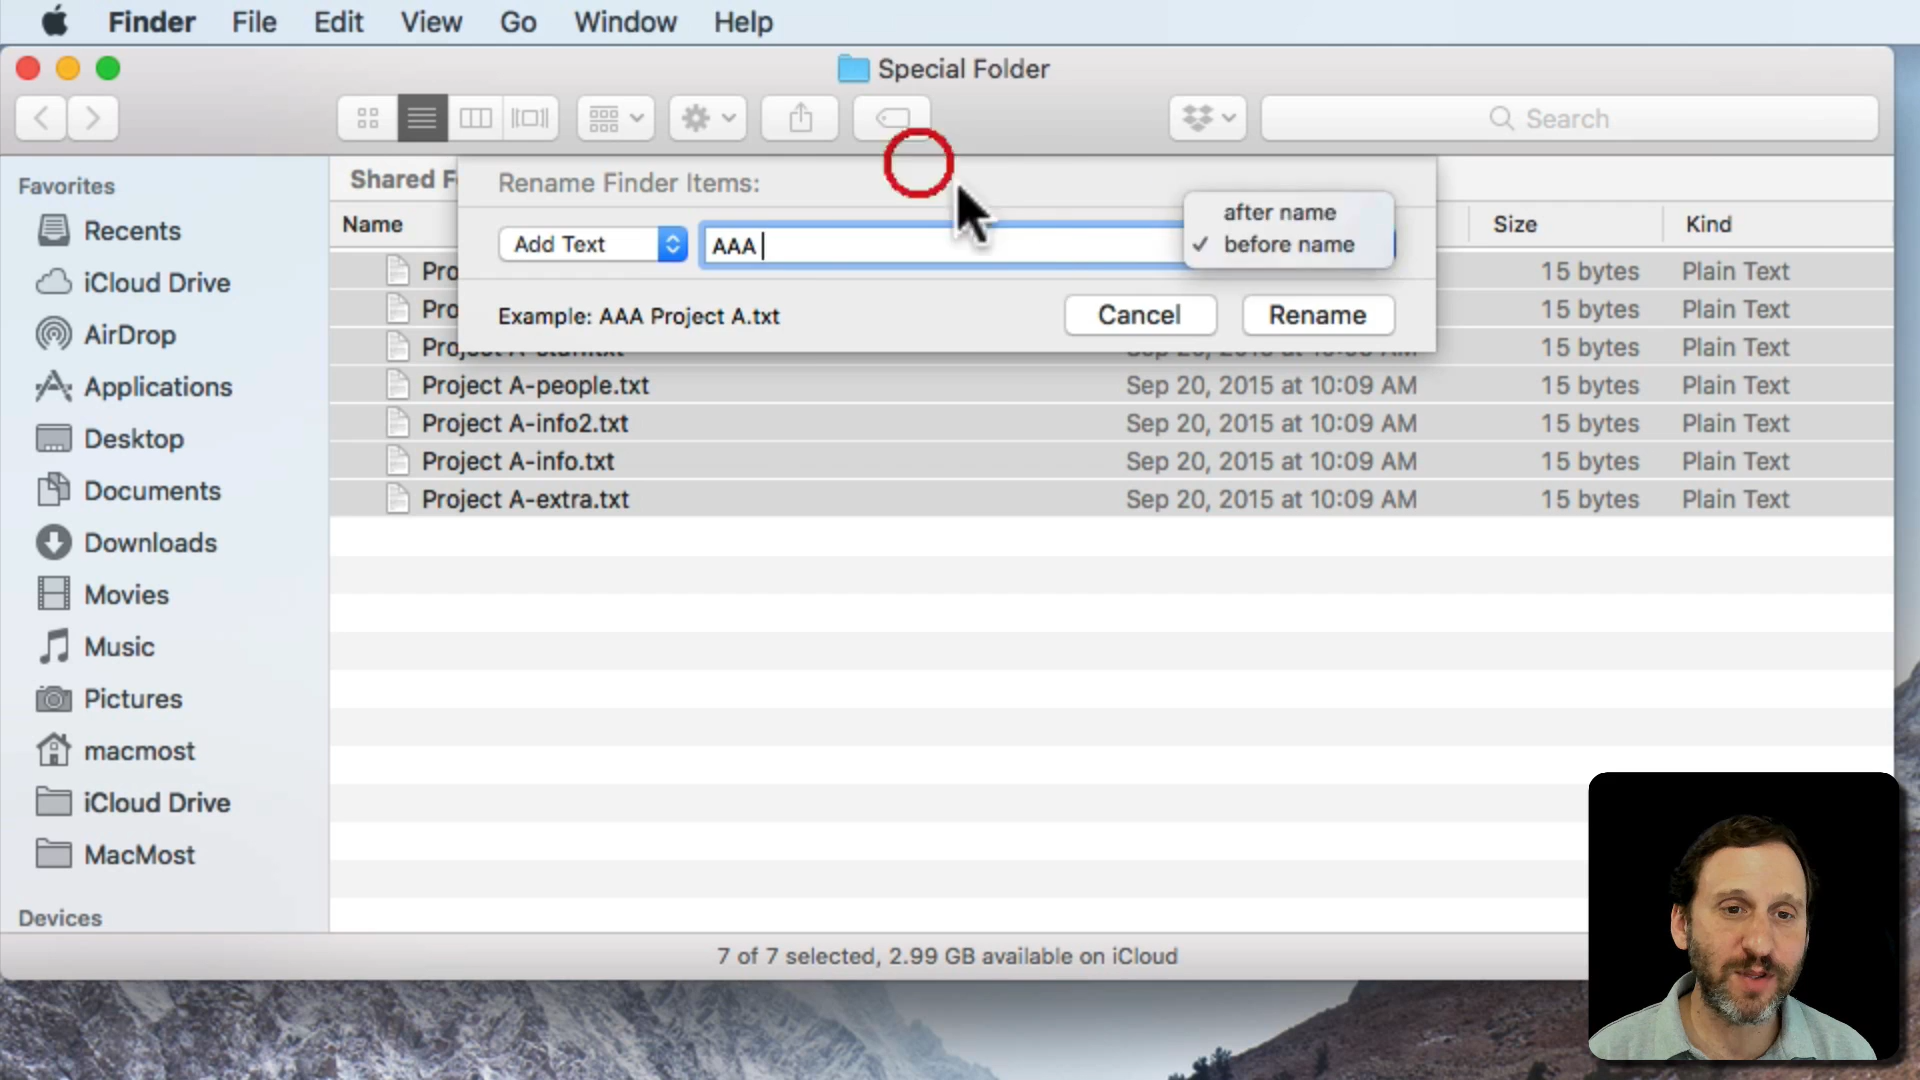 Finder File Edit View Go Window Help
Special Folder
Search
Favorites
Recents
iCloud Drive
AirDrop
Applications
Desktop
Documents
Downloads
Movies
Music
Pictures
macmost
iCloud Drive
MacMost
Devices
Shared F
Name Size Kind
Rename Finder Items:
Add Text AAA
after name
✓ before name
Example: AAA Project A.txt Cancel Rename
Pro 15 bytes Plain Text
Pro 15 bytes Plain Text
15 bytes Plain Text
Project A-people.txt Sep 20, 2015 at 10:09 AM 15 bytes Plain Text
Project A-info2.txt Sep 20, 2015 at 10:09 AM 15 bytes Plain Text
Project A-info.txt Sep 20, 2015 at 10:09 AM 15 bytes Plain Text
Project A-extra.txt Sep 20, 2015 at 10:09 AM 15 bytes Plain Text
7 of 7 selected, 2.99 GB available on iCloud